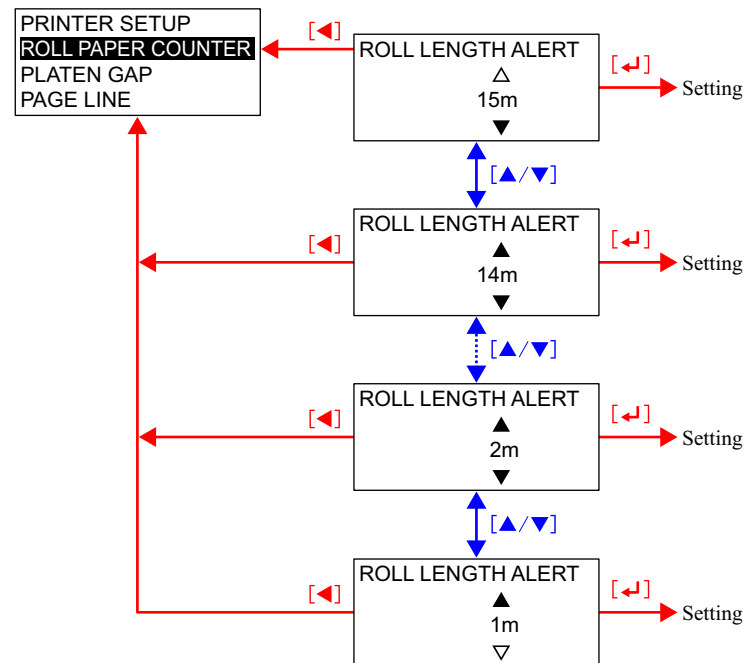 PRINTER SETUP
ROLL PAPER COUNTER
PLATEN GAP
PAGE LINE
[◀]
ROLL LENGTH ALERT
△
15m
▼
[↵]
Setting
[▲/▼]
[◀]
ROLL LENGTH ALERT
▲
14m
▼
[↵]
Setting
[▲/▼]
[◀]
ROLL LENGTH ALERT
▲
2m
▼
[↵]
Setting
[▲/▼]
[◀]
ROLL LENGTH ALERT
▲
1m
▽
[↵]
Setting